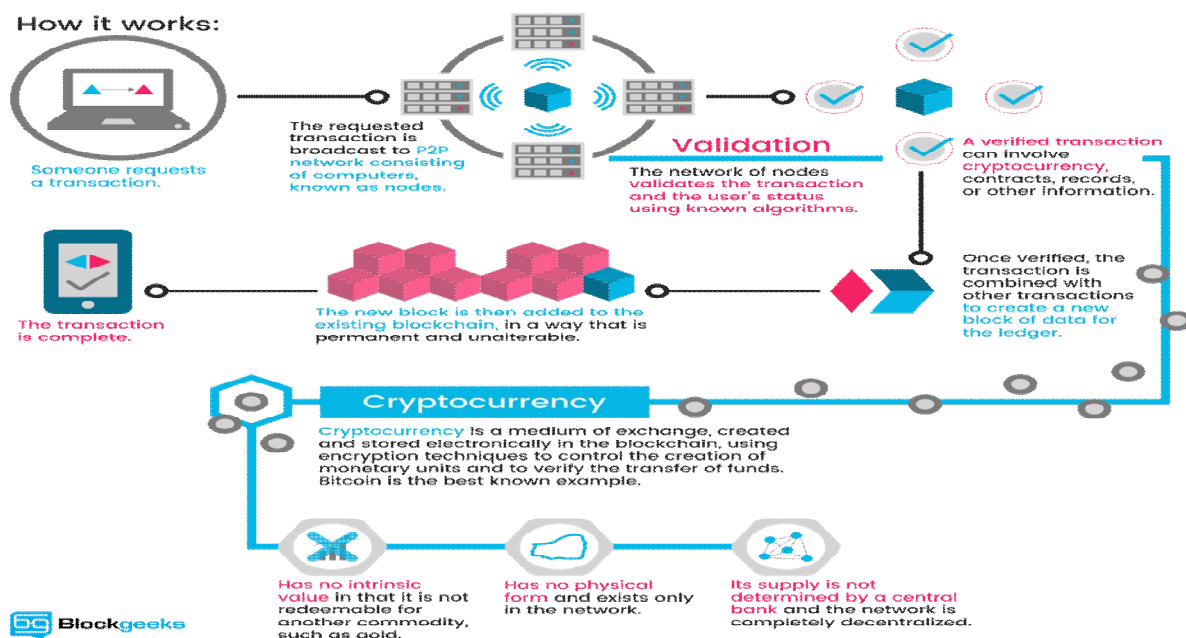 How it works:
Someone requests
a transaction.
The requested
transaction is
broadcast to P2P
network consisting
of computers,
known as nodes.
Validation
The network of nodes
validates the transaction
and the user's status
using known algorithms.
A verified transaction
can involve
cryptocurrency,
contracts, records,
or other information.
Once verified, the
transaction is
combined with
other transactions
to create a new
block of data for
the ledger.
The new block is then added to the
existing blockchain, in a way that is
permanent and unalterable.
The transaction
is complete.
Cryptocurrency
Cryptocurrency is a medium of exchange, created
and stored electronically in the blockchain, using
encryption techniques to control the creation of
monetary units and to verify the transfer of funds.
Bitcoin is the best known example.
Has no intrinsic
value in that it is not
redeemable for
another commodity,
such as gold.
Has no physical
form and exists only
in the network.
Its supply is not
determined by a central
bank and the network is
completely decentralized.
Blockgeeks